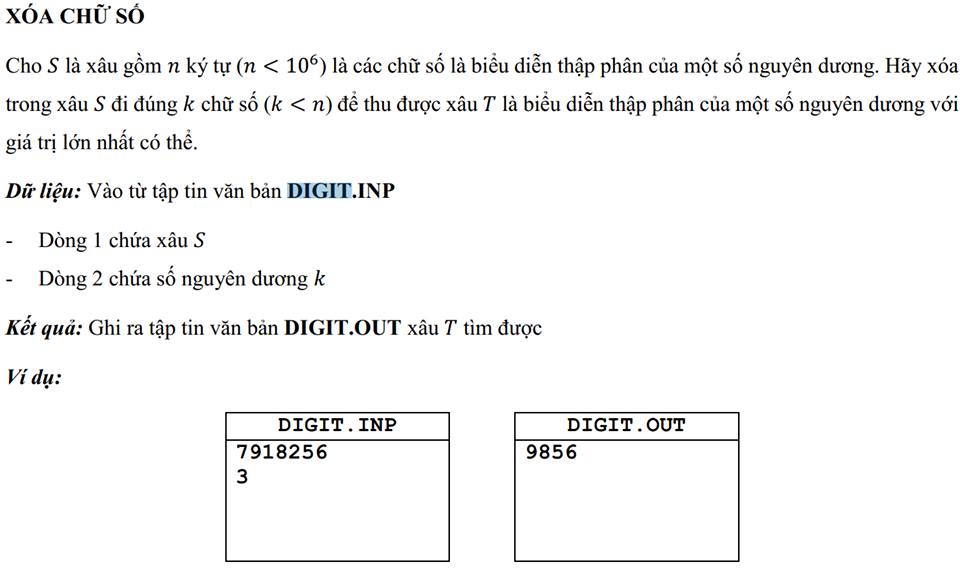 XÓA CHỮ SỐ
Cho S là xâu gồm n ký tự (n < 10⁶) là các chữ số là biểu diễn thập phân của một số nguyên dương. Hãy xóa
trong xâu S đi đúng k chữ số (k < n) để thu được xâu T là biểu diễn thập phân của một số nguyên dương với
giá trị lớn nhất có thể.
Dữ liệu: Vào từ tập tin văn bản DIGIT.INP
- Dòng 1 chứa xâu S
- Dòng 2 chứa số nguyên dương k
Kết quả: Ghi ra tập tin văn bản DIGIT.OUT xâu T tìm được
Ví dụ:
DIGIT.INP
7918256
3
DIGIT.OUT
9856